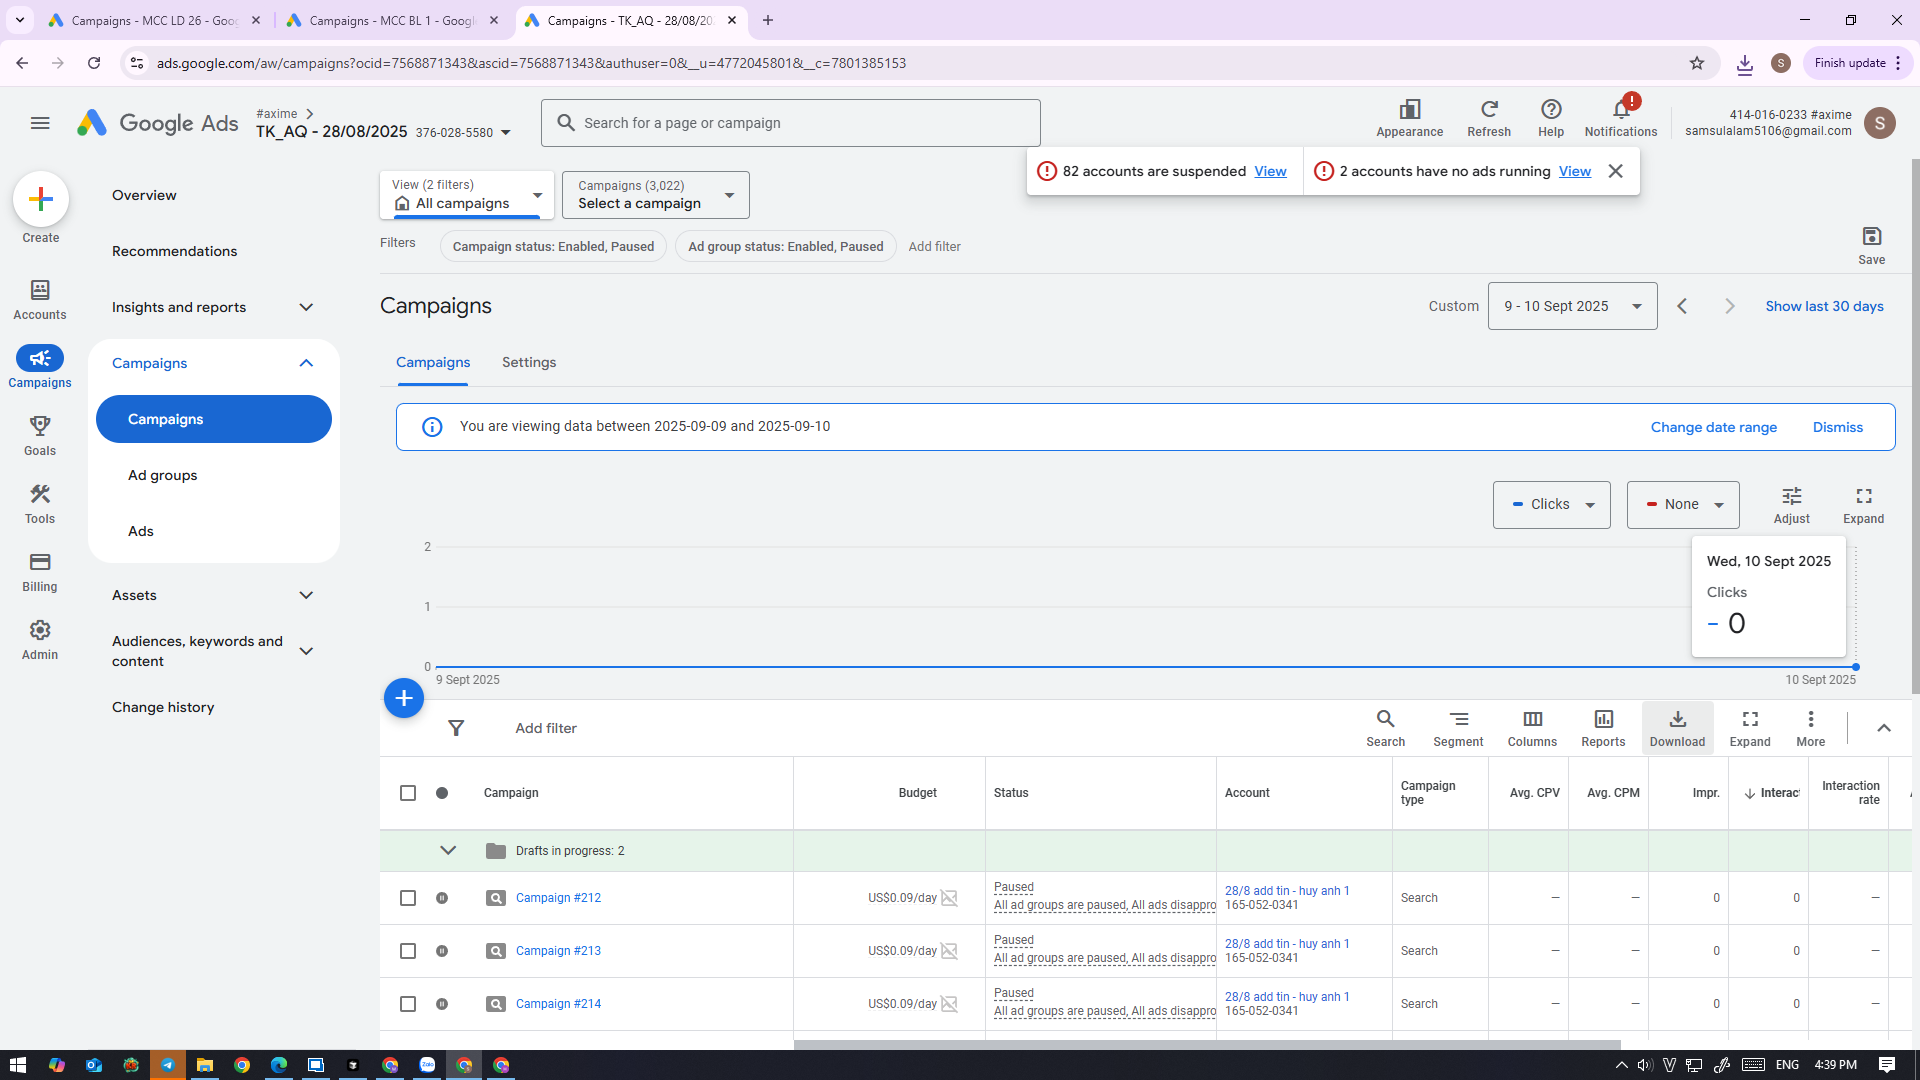 Campaigns - MCC LD 26 - Goog
Campaigns - MCC BL 1 - Google
Campaigns - TK_AQ - 28/08/202
ads.google.com/aw/campaigns?ocid=7568871343&ascid=7568871343&authuser=0&__u=4772045801&__c=7801385153
S
Finish update
Google Ads
#axime
TK_AQ - 28/08/2025 376-028-5580
Search for a page or campaign
Appearance
Refresh
Help
Notifications
414-016-0233 #axime
samsulalam5106@gmail.com
S
82 accounts are suspended View
2 accounts have no ads running View
Create
Accounts
Campaigns
Goals
Tools
Billing
Admin
Overview
Recommendations
Insights and reports
Campaigns
Campaigns
Ad groups
Ads
Assets
Audiences, keywords and
content
Change history
View (2 filters)
All campaigns
Campaigns (3,022)
Select a campaign
Filters
Campaign status: Enabled, Paused
Ad group status: Enabled, Paused
Add filter
Save
Campaigns
Custom
9 - 10 Sept 2025
Show last 30 days
Campaigns
Settings
You are viewing data between 2025-09-09 and 2025-09-10
Change date range
Dismiss
Clicks
None
Adjust
Expand
2
1
0
9 Sept 2025
10 Sept 2025
Wed, 10 Sept 2025
Clicks
0
Add filter
Search
Segment
Columns
Reports
Download
Expand
More
Campaign
Budget
Status
Account
Campaign
type
Avg. CPV
Avg. CPM
Impr.
Interact
Interaction
rate
Drafts in progress: 2
Campaign #212
US$0.09/day
Paused
All ad groups are paused, All ads disappro
28/8 add tin - huy anh 1
165-052-0341
Search
—
—
0
0
—
Campaign #213
US$0.09/day
Paused
All ad groups are paused, All ads disappro
28/8 add tin - huy anh 1
165-052-0341
Search
—
—
0
0
—
Campaign #214
US$0.09/day
Paused
All ad groups are paused, All ads disappro
28/8 add tin - huy anh 1
165-052-0341
Search
—
—
0
0
—
Zalo
ENG
4:39 PM